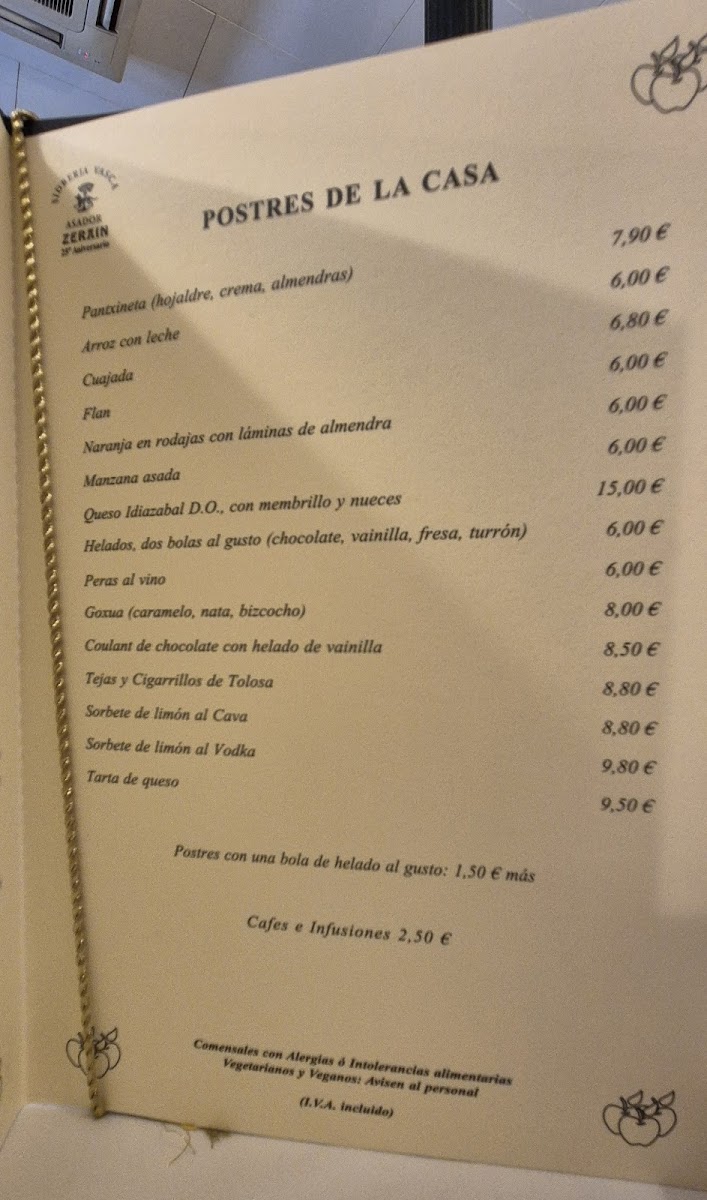 SIDRERIA VASCA
ASADOR
ZERAIN
25º Aniversario
POSTRES DE LA CASA
Pantxineta (hojaldre, crema, almendras) 7,90 €
Arroz con leche 6,00 €
Cuajada 6,80 €
Flan 6,00 €
Naranja en rodajas con láminas de almendra 6,00 €
Manzana asada 6,00 €
Queso Idiazabal D.O., con membrillo y nueces 15,00 €
Helados, dos bolas al gusto (chocolate, vainilla, fresa, turrón) 6,00 €
Peras al vino 6,00 €
Goxua (caramelo, nata, bizcocho) 8,00 €
Coulant de chocolate con helado de vainilla 8,50 €
Tejas y Cigarrillos de Tolosa 8,80 €
Sorbete de limón al Cava 8,80 €
Sorbete de limón al Vodka 9,80 €
Tarta de queso 9,50 €
Postres con una bola de helado al gusto: 1,50 € más
Cafes e Infusiones 2,50 €
Comensales con Alergias ó Intolerancias alimentarias
Vegetarianos y Veganos: Avisen al personal
(I.V.A. incluido)